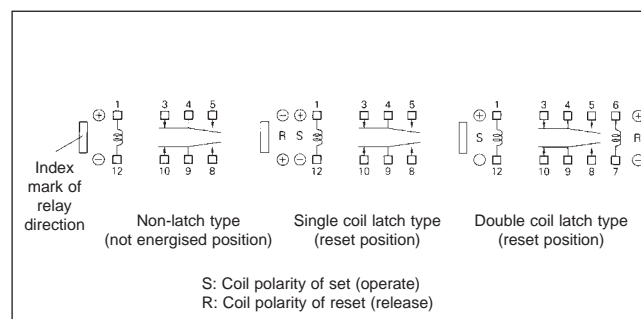 1 3 4 5 1 3 4 5 1 3 4 5 6
+ − + + +
R S S R
− + − −
12 10 9 8 12 10 9 8 12 10 9 8 7
Index
mark of
relay
direction
Non-latch type
(not energised position)
Single coil latch type
(reset position)
Double coil latch type
(reset position)
S: Coil polarity of set (operate)
R: Coil polarity of reset (release)